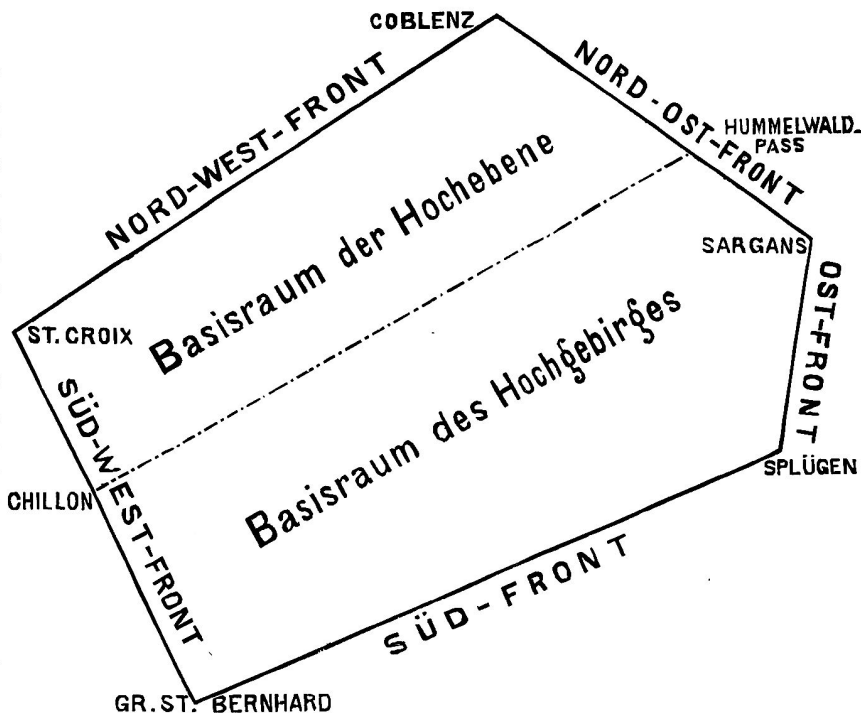 COBLENZ
NORD-WEST-FRONT
NORD-OST-FRONT
HUMMELWALD-
PASS
Basisraum der Hochebene
SARGANS
ST. CROIX
Basisraum des Hochgebirges
OST-FRONT
SÜD-WEST-FRONT
SPLÜGEN
CHILLON
SÜD-FRONT
GR. ST. BERNHARD